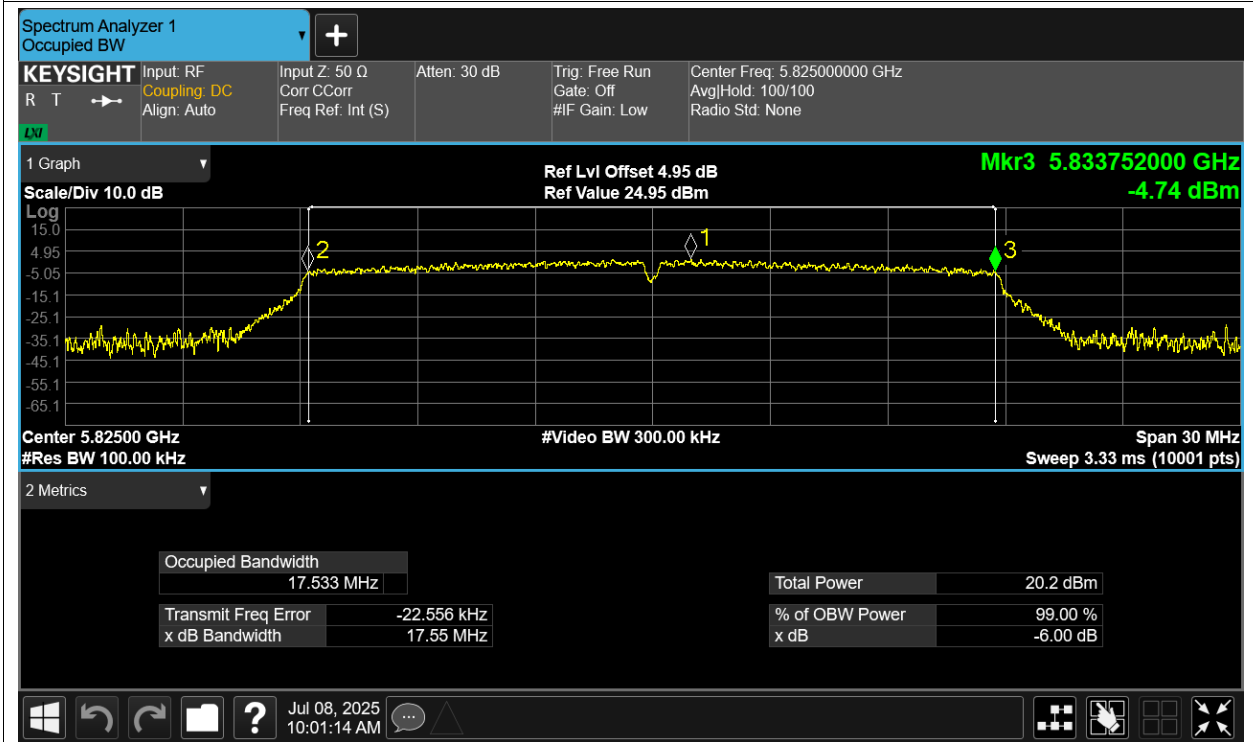 Spectrum Analyzer 1
Occupied BW
▼
+
KEYSIGHT
R T
LXI
Input: RF
Coupling: DC
Align: Auto
Input Z: 50 Ω
Corr CCorr
Freq Ref: Int (S)
Atten: 30 dB
Trig: Free Run
Gate: Off
#IF Gain: Low
Center Freq: 5.825000000 GHz
Avg|Hold: 100/100
Radio Std: None
1 Graph ▼
Scale/Div 10.0 dB
Ref Lvl Offset 4.95 dB
Ref Value 24.95 dBm
Mkr3 5.833752000 GHz
-4.74 dBm
Log
15.0
4.95
-5.05
-15.1
-25.1
-35.1
-45.1
-55.1
-65.1
2
1
3
Center 5.82500 GHz
#Res BW 100.00 kHz
#Video BW 300.00 kHz
Span 30 MHz
Sweep 3.33 ms (10001 pts)
2 Metrics ▼
Occupied Bandwidth
17.533 MHz
Transmit Freq Error -22.556 kHz
x dB Bandwidth 17.55 MHz
Total Power 20.2 dBm
% of OBW Power 99.00 %
x dB -6.00 dB
?
Jul 08, 2025
10:01:14 AM